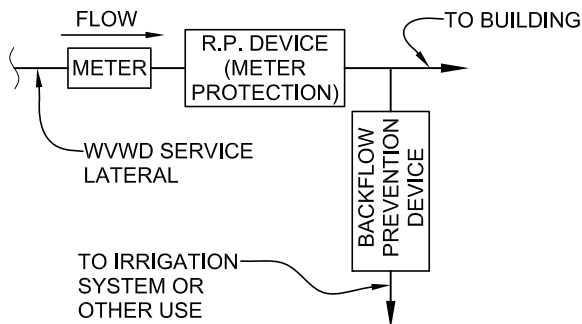 FLOW
TO BUILDING
METER
R.P. DEVICE
(METER
PROTECTION)
WVWD SERVICE
LATERAL
BACKFLOW
PREVENTION
DEVICE
TO IRRIGATION
SYSTEM OR
OTHER USE